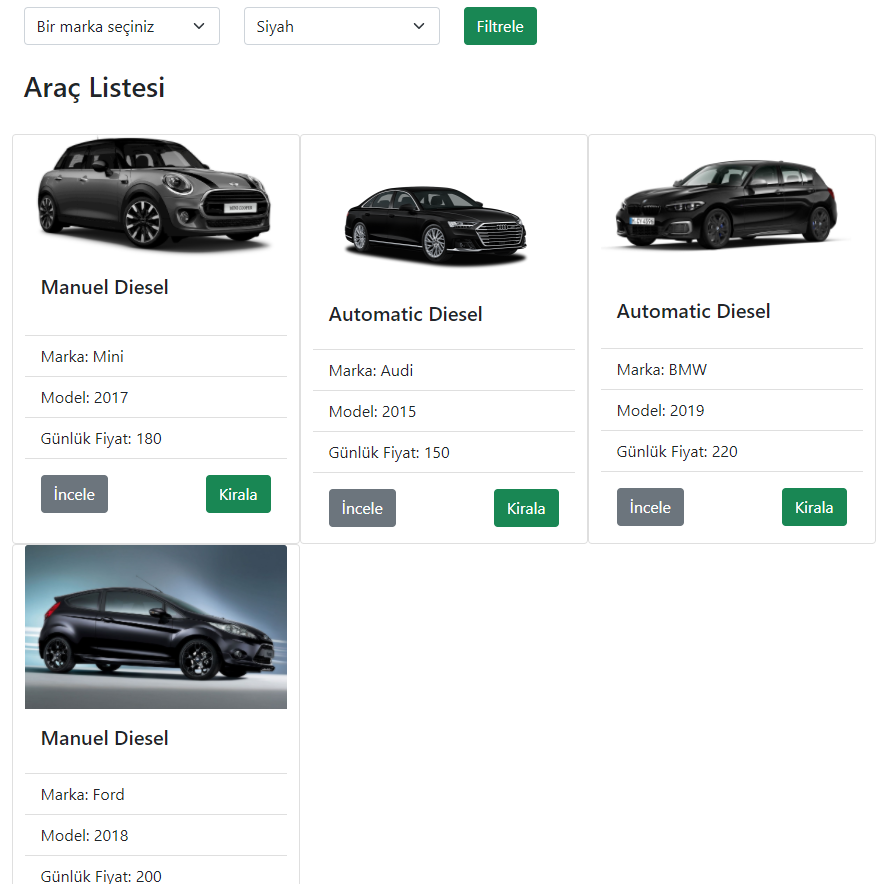 Bir marka seçiniz
Siyah
Filtrele
Araç Listesi
Manuel Diesel
Marka: Mini
Model: 2017
Günlük Fiyat: 180
İncele
Kirala
Automatic Diesel
Marka: Audi
Model: 2015
Günlük Fiyat: 150
İncele
Kirala
Automatic Diesel
Marka: BMW
Model: 2019
Günlük Fiyat: 220
İncele
Kirala
Manuel Diesel
Marka: Ford
Model: 2018
Günlük Fiyat: 200